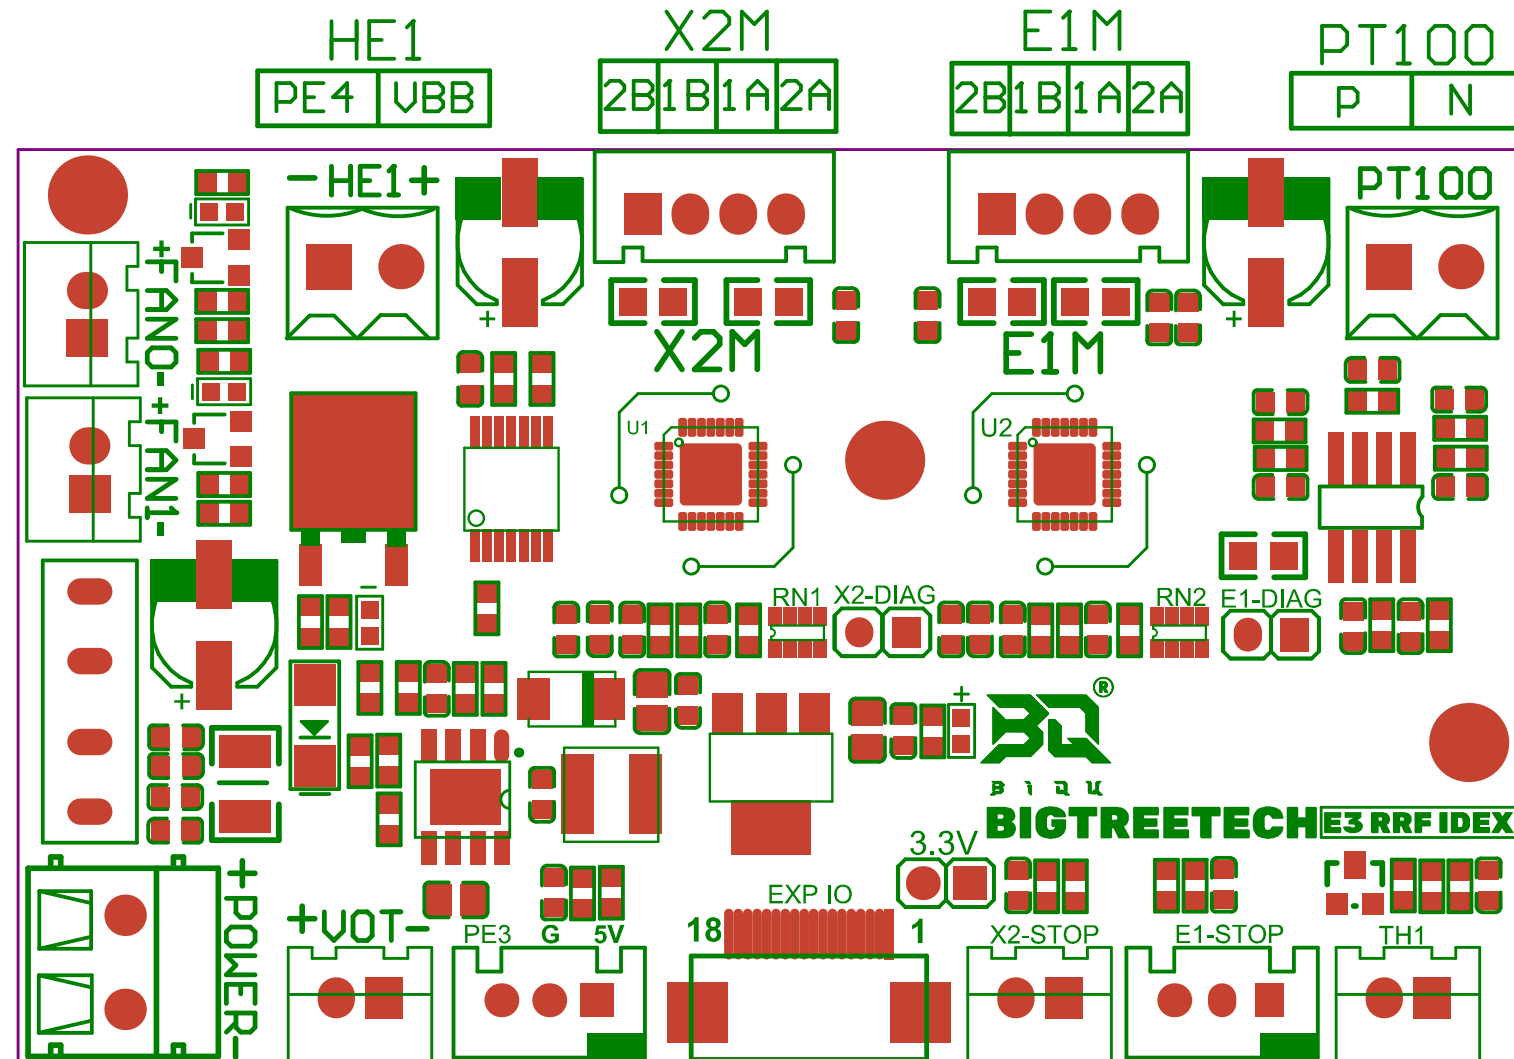 HE1
X2M
E1M
PT100
PE4 VBB
2B 1B 1A 2A
2B 1B 1A 2A
P N
-HE1+
PT100
+FAN0-
X2M
E1M
+FAN1-
U1
U2
RN1
X2-DIAG
RN2
E1-DIAG
+
®
BIQU
BIGTREETECH
E3 RRF IDEX
3.3V
EXP IO
+POWER-
+VOT-
PE3 G 5V
18 1
X2-STOP
E1-STOP
TH1